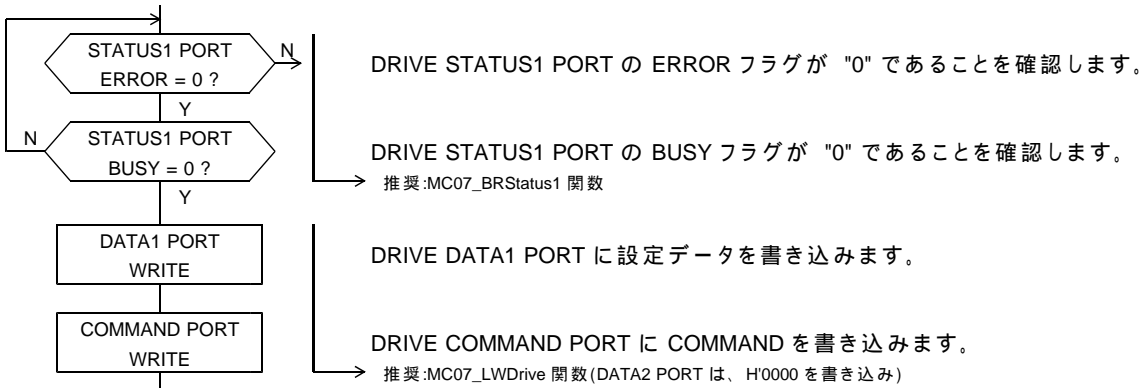 STATUS1 PORT
ERROR = 0 ?
N
DRIVE STATUS1 PORT の ERROR フラグが "0" であることを確認します。
Y
N
STATUS1 PORT
BUSY = 0 ?
DRIVE STATUS1 PORT の BUSY フラグが "0" であることを確認します。
推奨:MC07_BRStatus1 関数
Y
DATA1 PORT
WRITE
DRIVE DATA1 PORT に設定データを書き込みます。
COMMAND PORT
WRITE
DRIVE COMMAND PORT に COMMAND を書き込みます。
推奨:MC07_LWDrive 関数(DATA2 PORT は、H'0000 を書き込み)